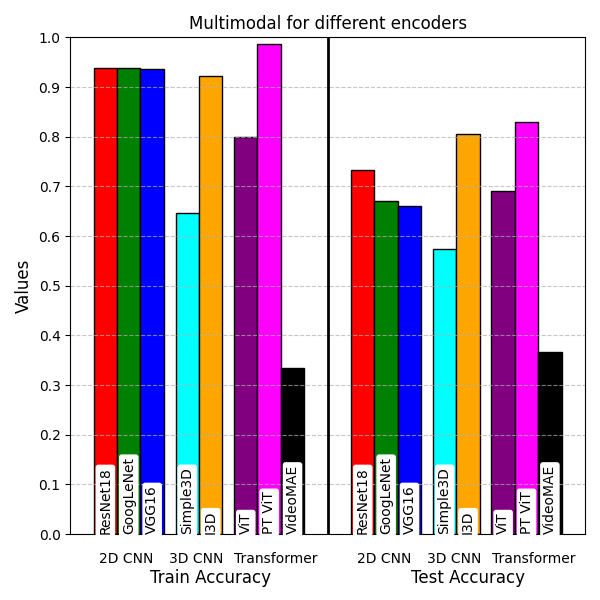 Multimodal for different encoders
Values
1.0
0.9
0.8
0.7
0.6
0.5
0.4
0.3
0.2
0.1
0.0
ResNet18
GoogLeNet
VGG16
Simple3D
I3D
ViT
PT ViT
VideoMAE
ResNet18
GoogLeNet
VGG16
Simple3D
I3D
ViT
PT ViT
VideoMAE
2D CNN 3D CNN Transformer 2D CNN 3D CNN Transformer
Train Accuracy Test Accuracy